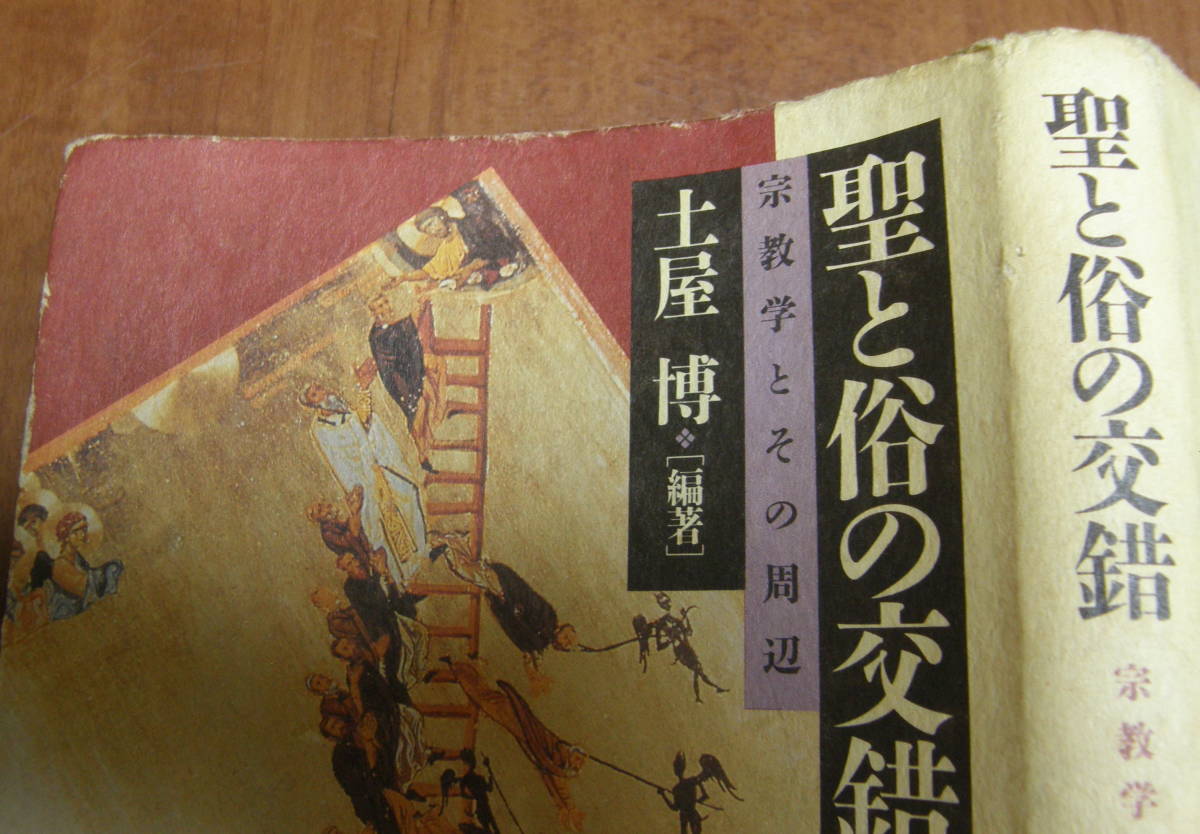 聖と俗の交錯
宗教学とその周辺
土屋 博 [編著]
聖と俗の交錯
宗教学